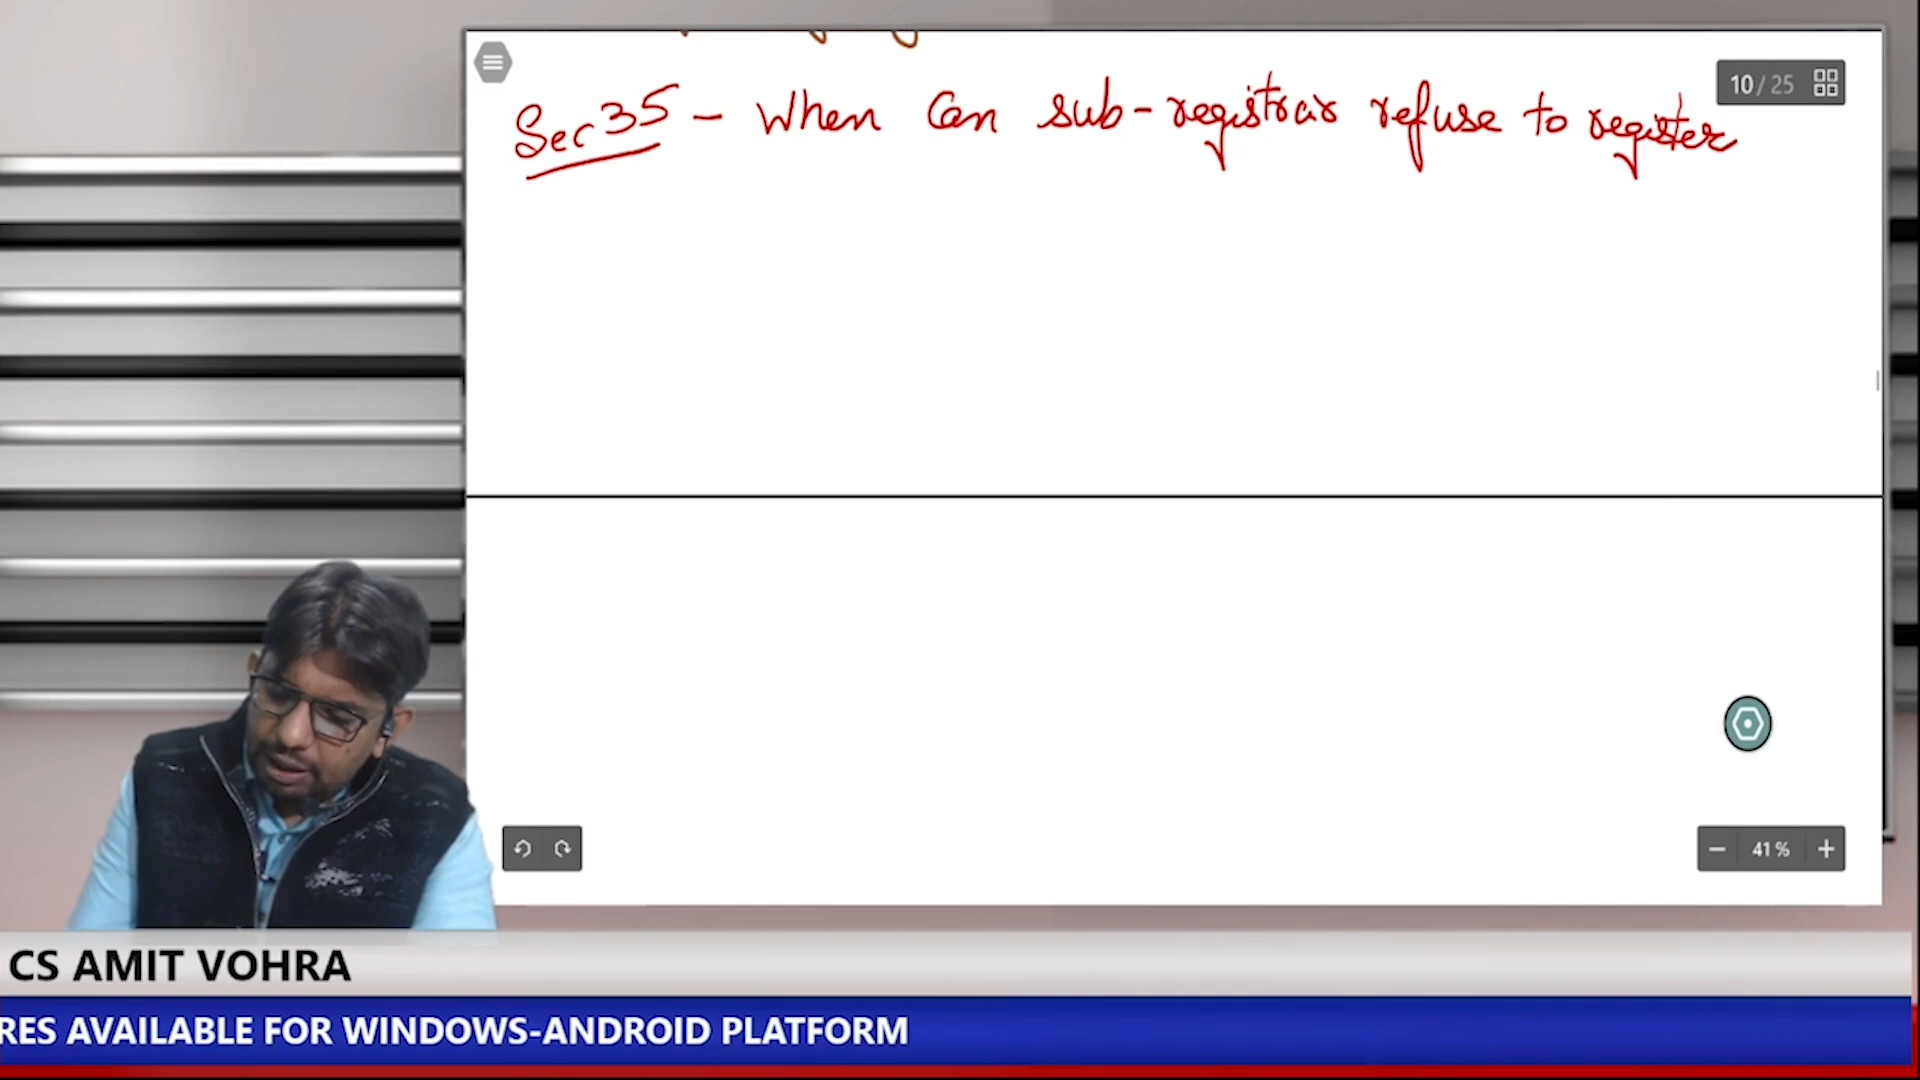 Sec 35 - When Can sub-registrar refuse to register
10 / 25
41 %
CS AMIT VOHRA
RES AVAILABLE FOR WINDOWS-ANDROID PLATFORM